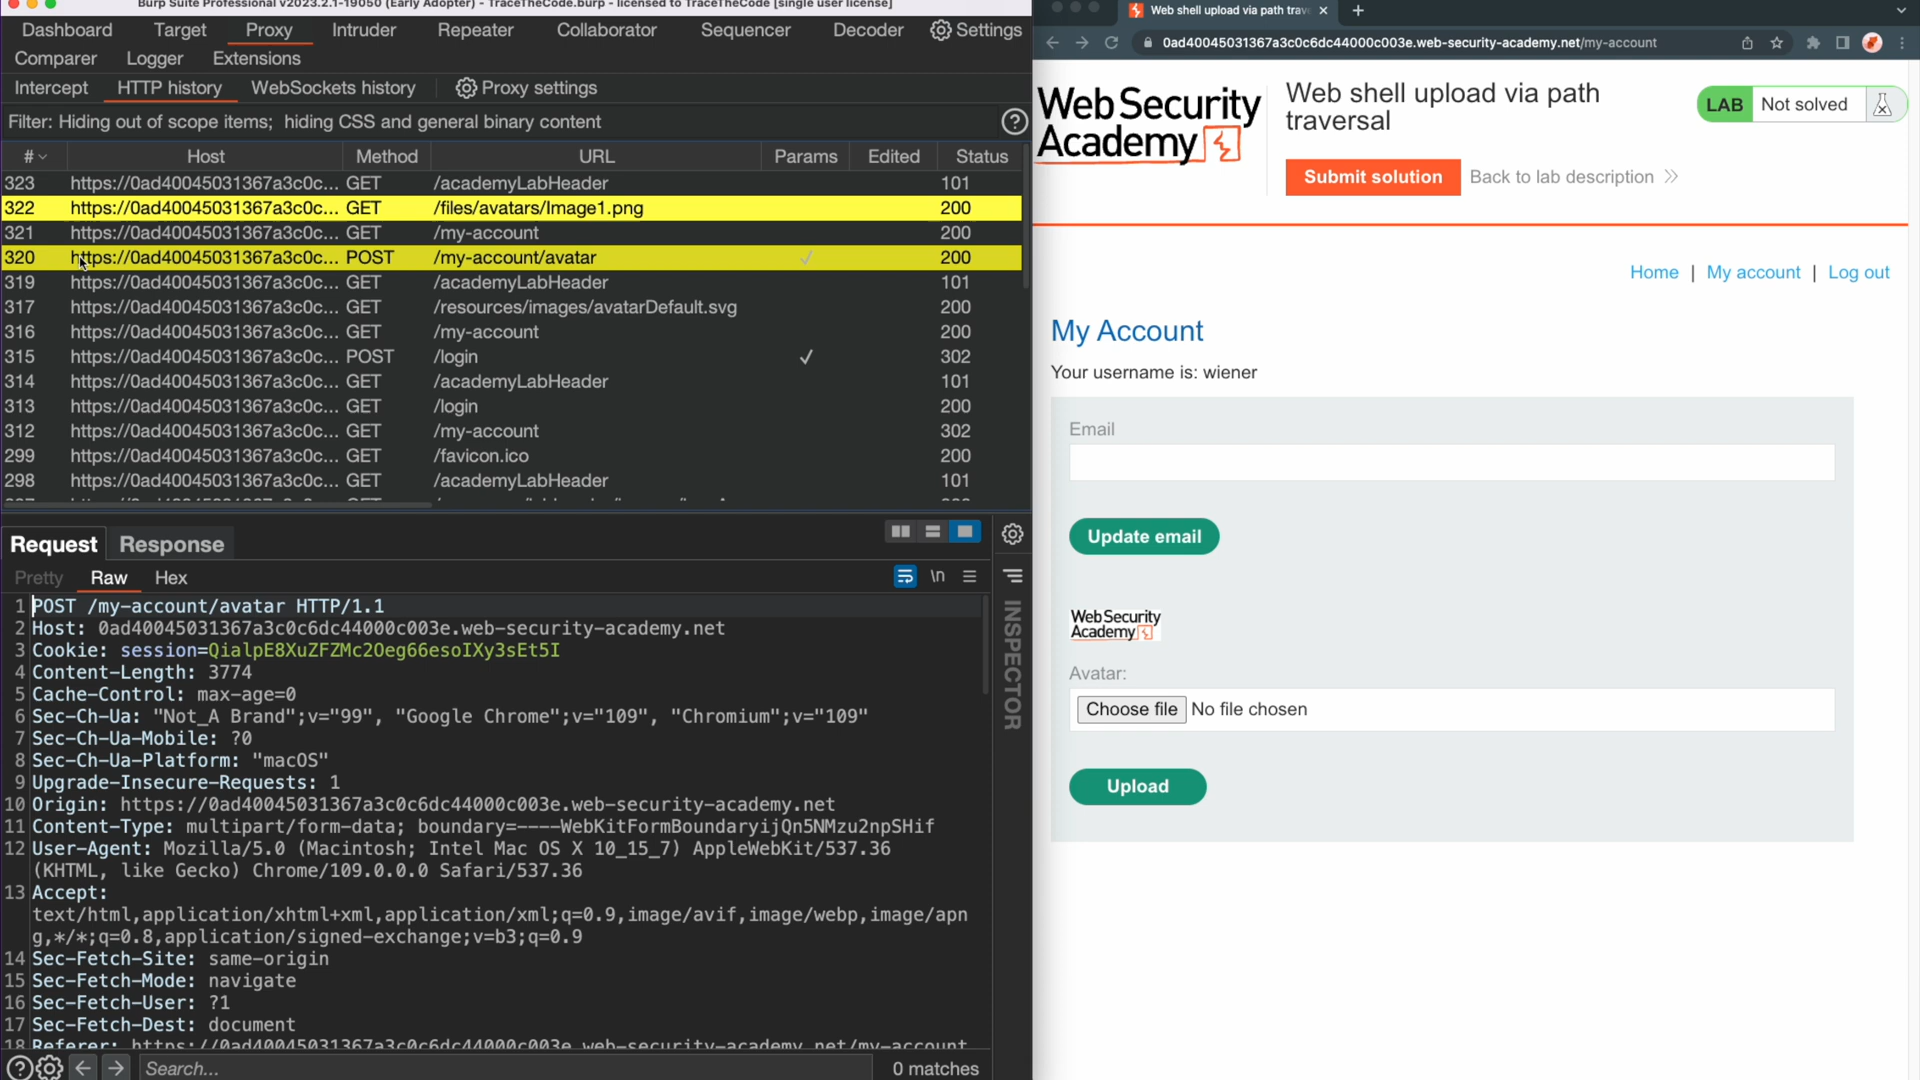 Burp Suite Professional v2023.2.1-19050 (Early Adopter) - TraceTheCode.burp - licensed to TraceTheCode [single user license]
Dashboard Target Proxy Intruder Repeater Collaborator Sequencer Decoder Settings
Comparer Logger Extensions
Intercept HTTP history WebSockets history Proxy settings
Filter: Hiding out of scope items; hiding CSS and general binary content ?
# Host Method URL Params Edited Status
323 https://0ad40045031367a3c0c... GET /academyLabHeader 101
322 https://0ad40045031367a3c0c... GET /files/avatars/Image1.png 200
321 https://0ad40045031367a3c0c... GET /my-account 200
320 https://0ad40045031367a3c0c... POST /my-account/avatar ✓ 200
319 https://0ad40045031367a3c0c... GET /academyLabHeader 101
317 https://0ad40045031367a3c0c... GET /resources/images/avatarDefault.svg 200
316 https://0ad40045031367a3c0c... GET /my-account 200
315 https://0ad40045031367a3c0c... POST /login ✓ 302
314 https://0ad40045031367a3c0c... GET /academyLabHeader 101
313 https://0ad40045031367a3c0c... GET /login 200
312 https://0ad40045031367a3c0c... GET /my-account 302
299 https://0ad40045031367a3c0c... GET /favicon.ico 200
298 https://0ad40045031367a3c0c... GET /academyLabHeader 101
Request Response
Pretty Raw Hex \n
INSPECTOR
1 POST /my-account/avatar HTTP/1.1
2 Host: 0ad40045031367a3c0c6dc44000c003e.web-security-academy.net
3 Cookie: session=QialpE8XuZFZMc2Oeg66esoIXy3sEt5I
4 Content-Length: 3774
5 Cache-Control: max-age=0
6 Sec-Ch-Ua: "Not_A Brand";v="99", "Google Chrome";v="109", "Chromium";v="109"
7 Sec-Ch-Ua-Mobile: ?0
8 Sec-Ch-Ua-Platform: "macOS"
9 Upgrade-Insecure-Requests: 1
10 Origin: https://0ad40045031367a3c0c6dc44000c003e.web-security-academy.net
11 Content-Type: multipart/form-data; boundary=----WebKitFormBoundaryijQn5NMzu2npSHif
12 User-Agent: Mozilla/5.0 (Macintosh; Intel Mac OS X 10_15_7) AppleWebKit/537.36
(KHTML, like Gecko) Chrome/109.0.0.0 Safari/537.36
13 Accept:
text/html,application/xhtml+xml,application/xml;q=0.9,image/avif,image/webp,image/apn
g,*/*;q=0.8,application/signed-exchange;v=b3;q=0.9
14 Sec-Fetch-Site: same-origin
15 Sec-Fetch-Mode: navigate
16 Sec-Fetch-User: ?1
17 Sec-Fetch-Dest: document
18 Referer: https://0ad40045031367a3c0c6dc44000c003e.web-security-academy.net/my-account
? Search... 0 matches
Web shell upload via path trav
0ad40045031367a3c0c6dc44000c003e.web-security-academy.net/my-account
Web Security
Academy
Web shell upload via path
traversal
LAB Not solved
Submit solution Back to lab description
Home | My account | Log out
My Account
Your username is: wiener
Email
Update email
Web Security
Academy
Avatar:
Choose file No file chosen
Upload